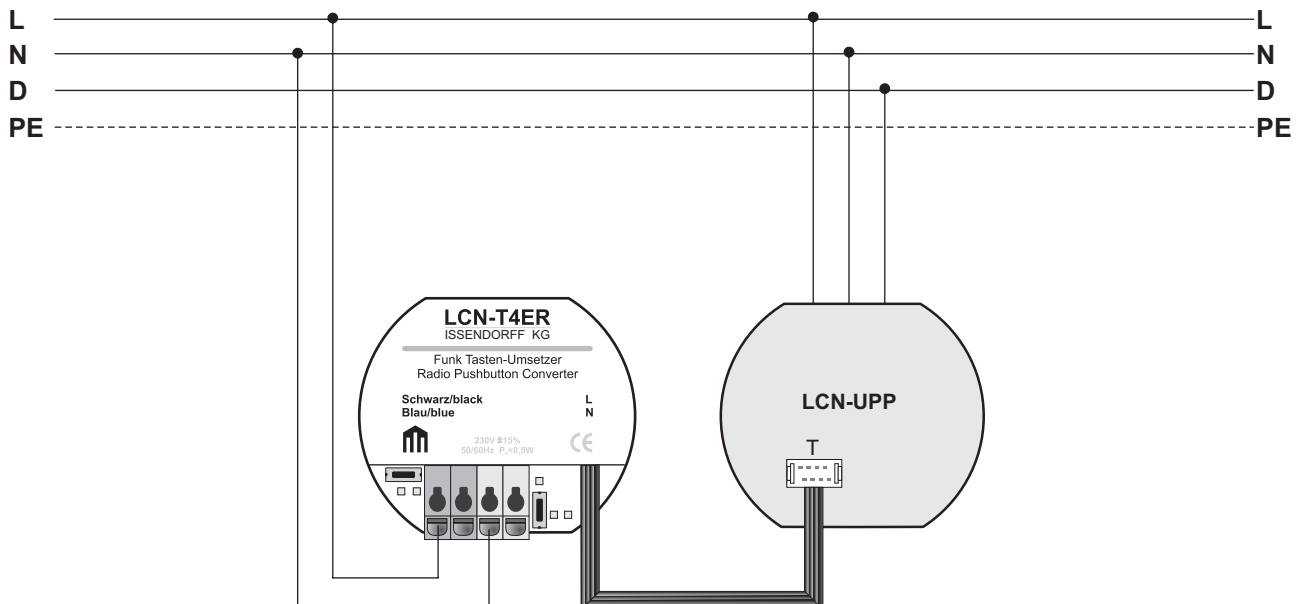 L L
N N
D D
PE PE
LCN-T4ER
ISSENDORFF KG
Funk Tasten-Umsetzer
Radio Pushbutton Converter
Schwarz/black L
Blau/blue N
230V ±15%
50/60Hz Pᵥ<0,5W
CE
LCN-UPP
T